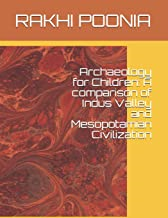 RAKHI POONIA
Archaeology
for Children: A
comparison of
Indus Valley
and
Mesopotamian
Civilization